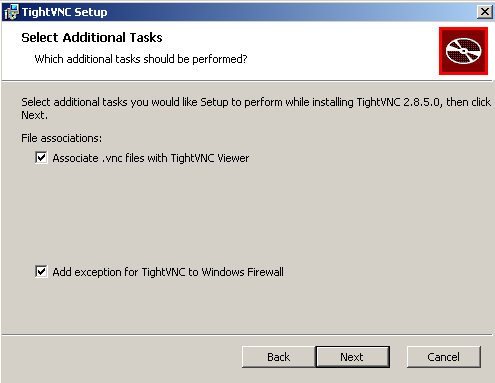 TightVNC Setup
Select Additional Tasks
Which additional tasks should be performed?
Select additional tasks you would like Setup to perform while installing TightVNC 2.8.5.0, then click
Next.
File associations:
Associate .vnc files with TightVNC Viewer
Add exception for TightVNC to Windows Firewall
Back
Next
Cancel